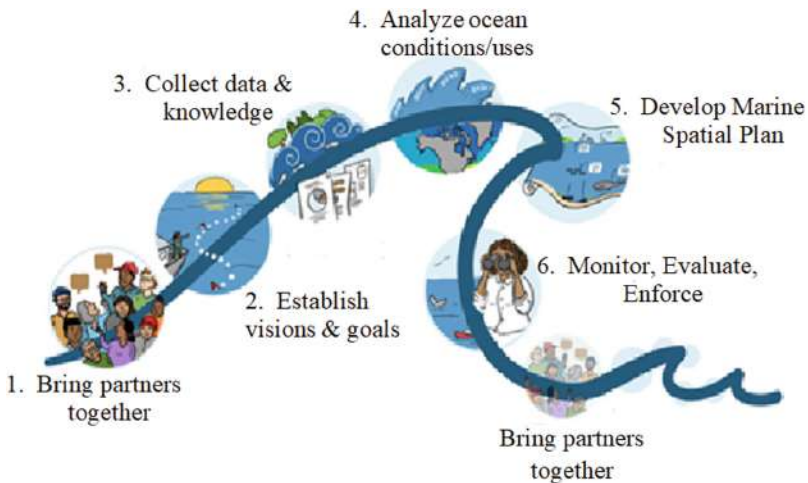 4. Analyze ocean
conditions/uses
3. Collect data &
knowledge
5. Develop Marine
Spatial Plan
6. Monitor, Evaluate,
Enforce
2. Establish
visions & goals
1. Bring partners
together
Bring partners
together